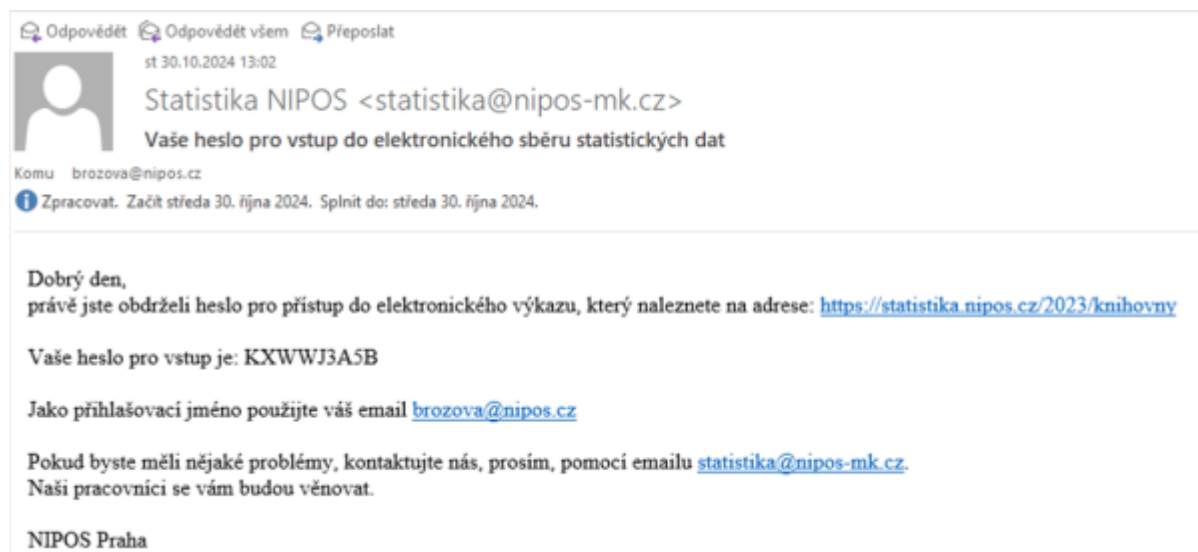 Odpovědět Odpovědět všem Přeposlat
st 30.10.2024 13:02
Statistika NIPOS <statistika@nipos-mk.cz>
Vaše heslo pro vstup do elektronického sběru statistických dat
Komu brozova@nipos.cz
Zpracovat. Začít středa 30. října 2024. Splnit do: středa 30. října 2024.
Dobrý den,
právě jste obdrželi heslo pro přístup do elektronického výkazu, který naleznete na adrese: https://statistika.nipos.cz/2023/knihovny
Vaše heslo pro vstup je: KXWWJ3A5B
Jako přihlašovací jméno použijte váš email brozova@nipos.cz
Pokud byste měli nějaké problémy, kontaktujte nás, prosím, pomocí emailu statistika@nipos-mk.cz.
Naši pracovníci se vám budou věnovat.
NIPOS Praha